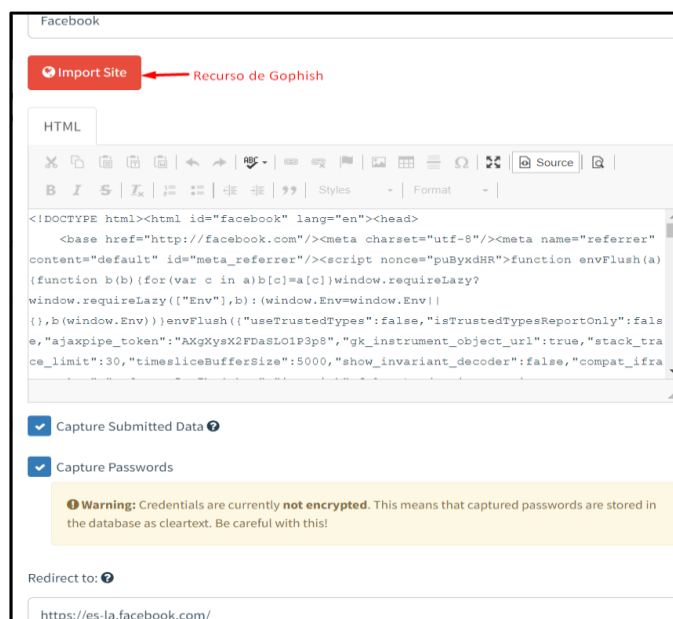 Facebook
Import Site
Recurso de Gophish
HTML
ABC
Source
B I S Tx
Styles
Format
<!DOCTYPE html><html id="facebook" lang="en"><head>
<base href="http://facebook.com"/><meta charset="utf-8"/><meta name="referrer"
content="default" id="meta_referrer"/><script nonce="puByxdHR">function envFlush(a)
{function b(b){for(var c in a)b[c]=a[c]}window.requireLazy?
window.requireLazy(["Env"],b):(window.Env=window.Env||
{},b(window.Env))}envFlush({"useTrustedTypes":false,"isTrustedTypesReportOnly":fals
e,"ajaxpipe_token":"AXgXysX2FDaSLO1P3p8","gk_instrument_object_url":true,"stack_tra
ce_limit":30,"timesliceBufferSize":5000,"show_invariant_decoder":false,"compat_ifra
Capture Submitted Data
Capture Passwords
Warning: Credentials are currently not encrypted. This means that captured passwords are stored in
the database as cleartext. Be careful with this!
Redirect to:
https://es-la.facebook.com/